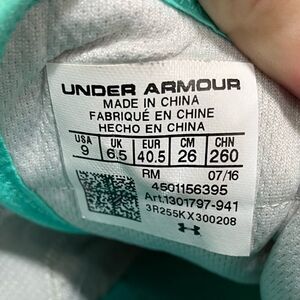 UNDER ARMOUR
MADE IN CHINA
FABRIQUÉ EN CHINE
HECHO EN CHINA
USA UK EUR CM CHN
9 6.5 40.5 26 260
RM 07/16
4501156395
Art.1301797-941
3R255KX300208